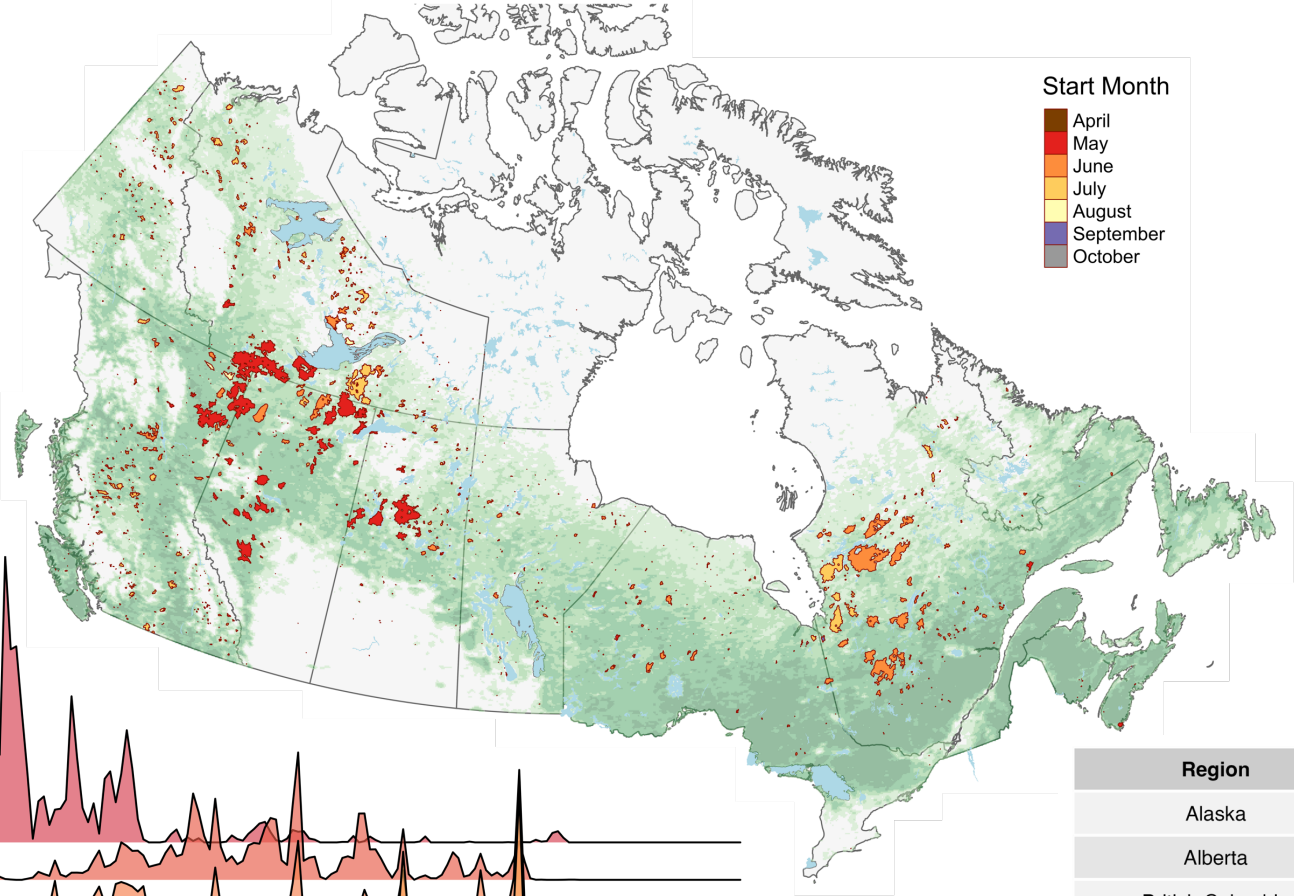 Start Month
April
May
June
July
August
September
October
Region
Alaska
Alberta